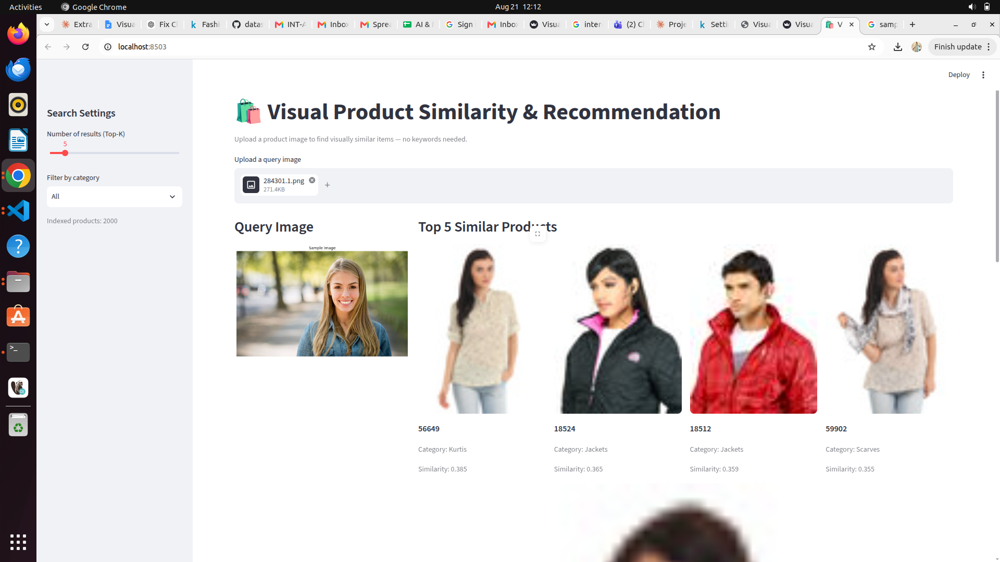 Activities
Google Chrome
Aug 21 12:12
Extra
Visua
Fix Cl
Fashi
datas
INT-A
Inbox
Sprea
AI & I
Sign
Inbox
Visua
inter
(2) Cl
Proje
Setti
Visua
Visua
V
samp
localhost:8503
Finish update
Deploy
Search Settings
Number of results (Top-K)
5
Filter by category
All
Indexed products: 2000
Visual Product Similarity & Recommendation
Upload a product image to find visually similar items — no keywords needed.
Upload a query image
284301.1.png
271.4KB
Query Image
Sample Image
Top 5 Similar Products
56649
Category: Kurtis
Similarity: 0.385
18524
Category: Jackets
Similarity: 0.365
18512
Category: Jackets
Similarity: 0.359
59902
Category: Scarves
Similarity: 0.355